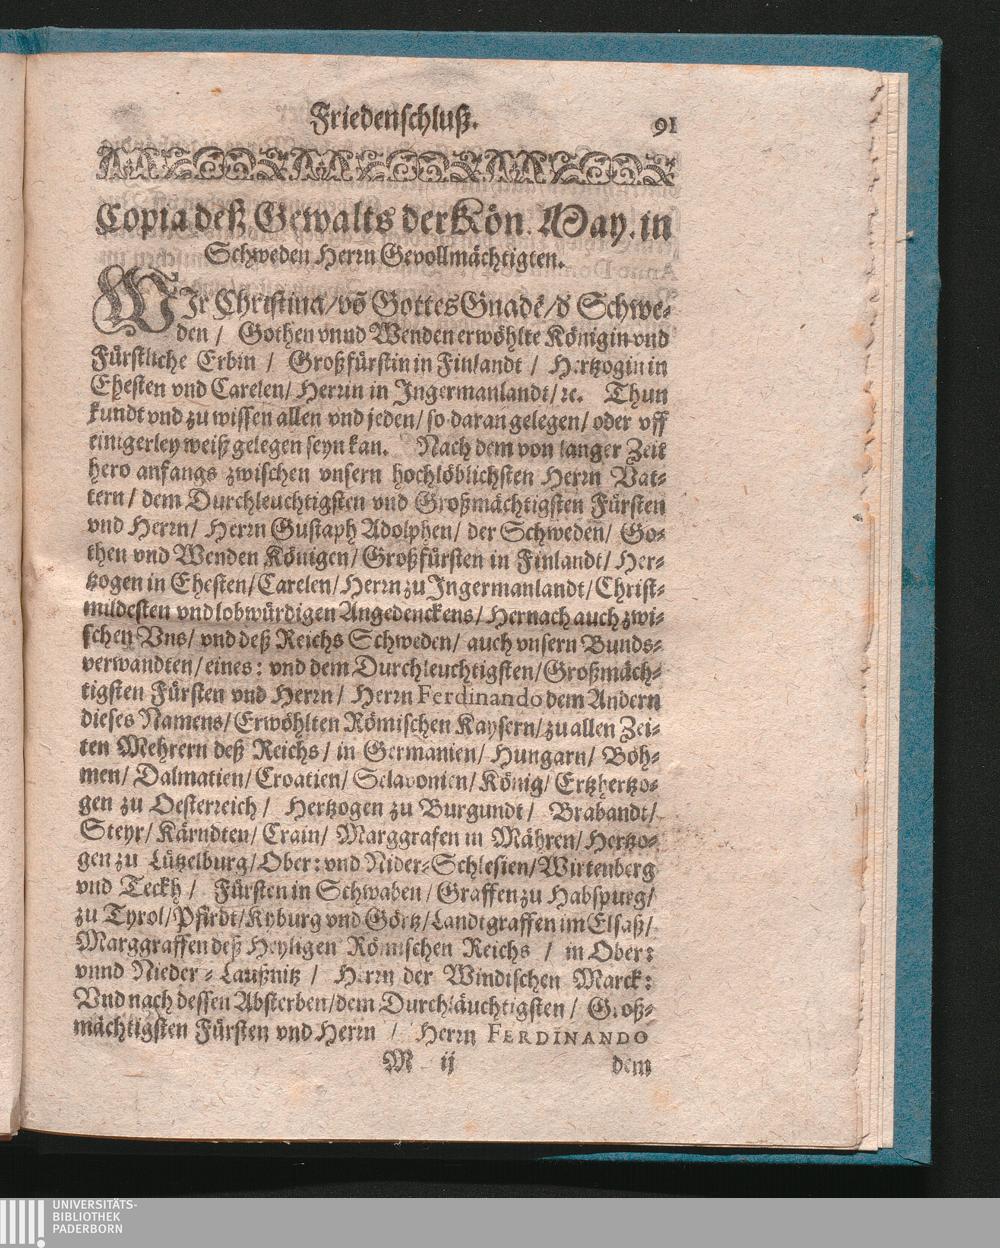 Friedenschluß. 91
Copia deß Gewalts der Kön. May. in
Schweden Herrn Gevollmächtigten.
WIr Christina/võ Gottes Gnadẽ/d̕ Schwe-
den / Gothen vnnd Wenden erwöhlte Königin vnd
Fürstliche Erbin / Großfürstin in Finlandt / Hertzogin in
Ehesten vnd Carelen/ Herrin in Ingermanlandt/ ꝛc. Thun
kundt vnd zu wissen allen vnd jeden/ so daran gelegen/ oder vff
einigerley weiß gelegen seyn kan. Nach dem von langer Zeit
hero anfangs zwischen vnsern hochlöblichsten Herrn Vat-
tern / dem Durchleuchtigsten vnd Großmächtigsten Fürsten
vnd Herrn/ Herrn Gustaph Adolphen/ der Schweden/ Go-
then vnd Wenden Königen/ Großfürsten in Finlandt/ Her-
tzogen in Ehesten/ Carelen/ Herrn zu Ingermanlandt/ Christ-
mildesten vnd lobwürdigen Angedenckens/ Hernach auch zwi-
schen Vns/ vnd deß Reichs Schweden/ auch vnsern Bunds-
verwandten/ eines: vnd dem Durchleuchtigsten/ Großmäch-
tigsten Fürsten vnd Herrn/ Herrn Ferdinando dem Andern
dieses Namens/ Erwöhlten Römischen Kaysern/ zu allen Zei-
ten Mehrern deß Reichs/ in Germanien/ Hungarn/ Böh-
men/ Dalmatien/ Croatien/ Sclavonien/ König/ Ertzhertzo-
gen zu Oesterreich / Hertzogen zu Burgundt / Brabandt/
Steyr/ Kärndten/ Crain/ Marggrafen in Mähren/ Hertzo-
gen zu Lützelburg/ Ober: vnd Nider-Schlesien/ Wirtenberg
vnd Teckh / Fürsten in Schwaben / Graffen zu Habspurg/
zu Tyrol/ Pfirdt/ Kyburg vnd Görtz/ Landtgraffen im Elsaß/
Marggraffen deß Heyligen Römischen Reichs / in Ober:
vnnd Nieder-Laußnitz / Herrn der Windischen Marck:
Vnd nach dessen Absterben/ dem Durchläuchtigsten / Groß-
mächtigsten Fürsten vnd Herrn / Herrn FERDINANDO
M ij dem
UNIVERSITÄTS-
BIBLIOTHEK
PADERBORN